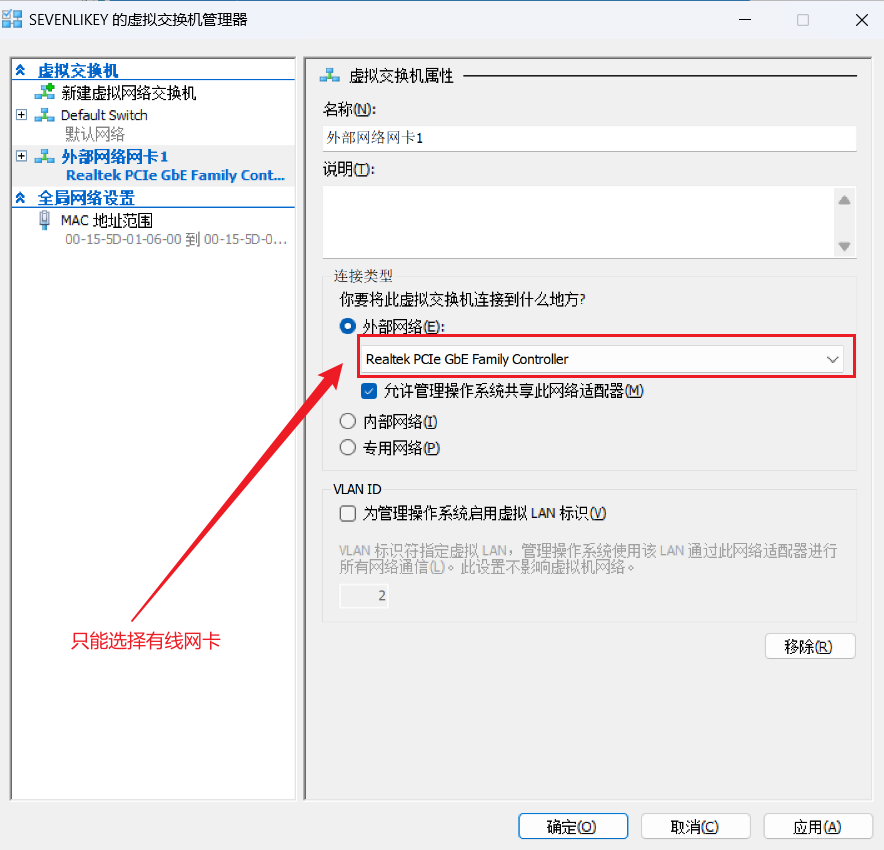 SEVENLIKEY 的虚拟交换机管理器
虚拟交换机
新建虚拟网络交换机
Default Switch
默认网络
外部网络网卡1
Realtek PCIe GbE Family Cont...
全局网络设置
MAC 地址范围
00-15-5D-01-06-00 到 00-15-5D-0...
虚拟交换机属性
名称(N):
外部网络网卡1
说明(T):
连接类型
你要将此虚拟交换机连接到什么地方?
外部网络(E):
Realtek PCIe GbE Family Controller
允许管理操作系统共享此网络适配器(M)
内部网络(I)
专用网络(P)
VLAN ID
为管理操作系统启用虚拟 LAN 标识(V)
VLAN 标识符指定虚拟 LAN，管理操作系统使用该 LAN 通过此网络适配器进行
所有网络通信(L)。此设置不影响虚拟机网络。
2
只能选择有线网卡
移除(R)
确定(O)
取消(C)
应用(A)